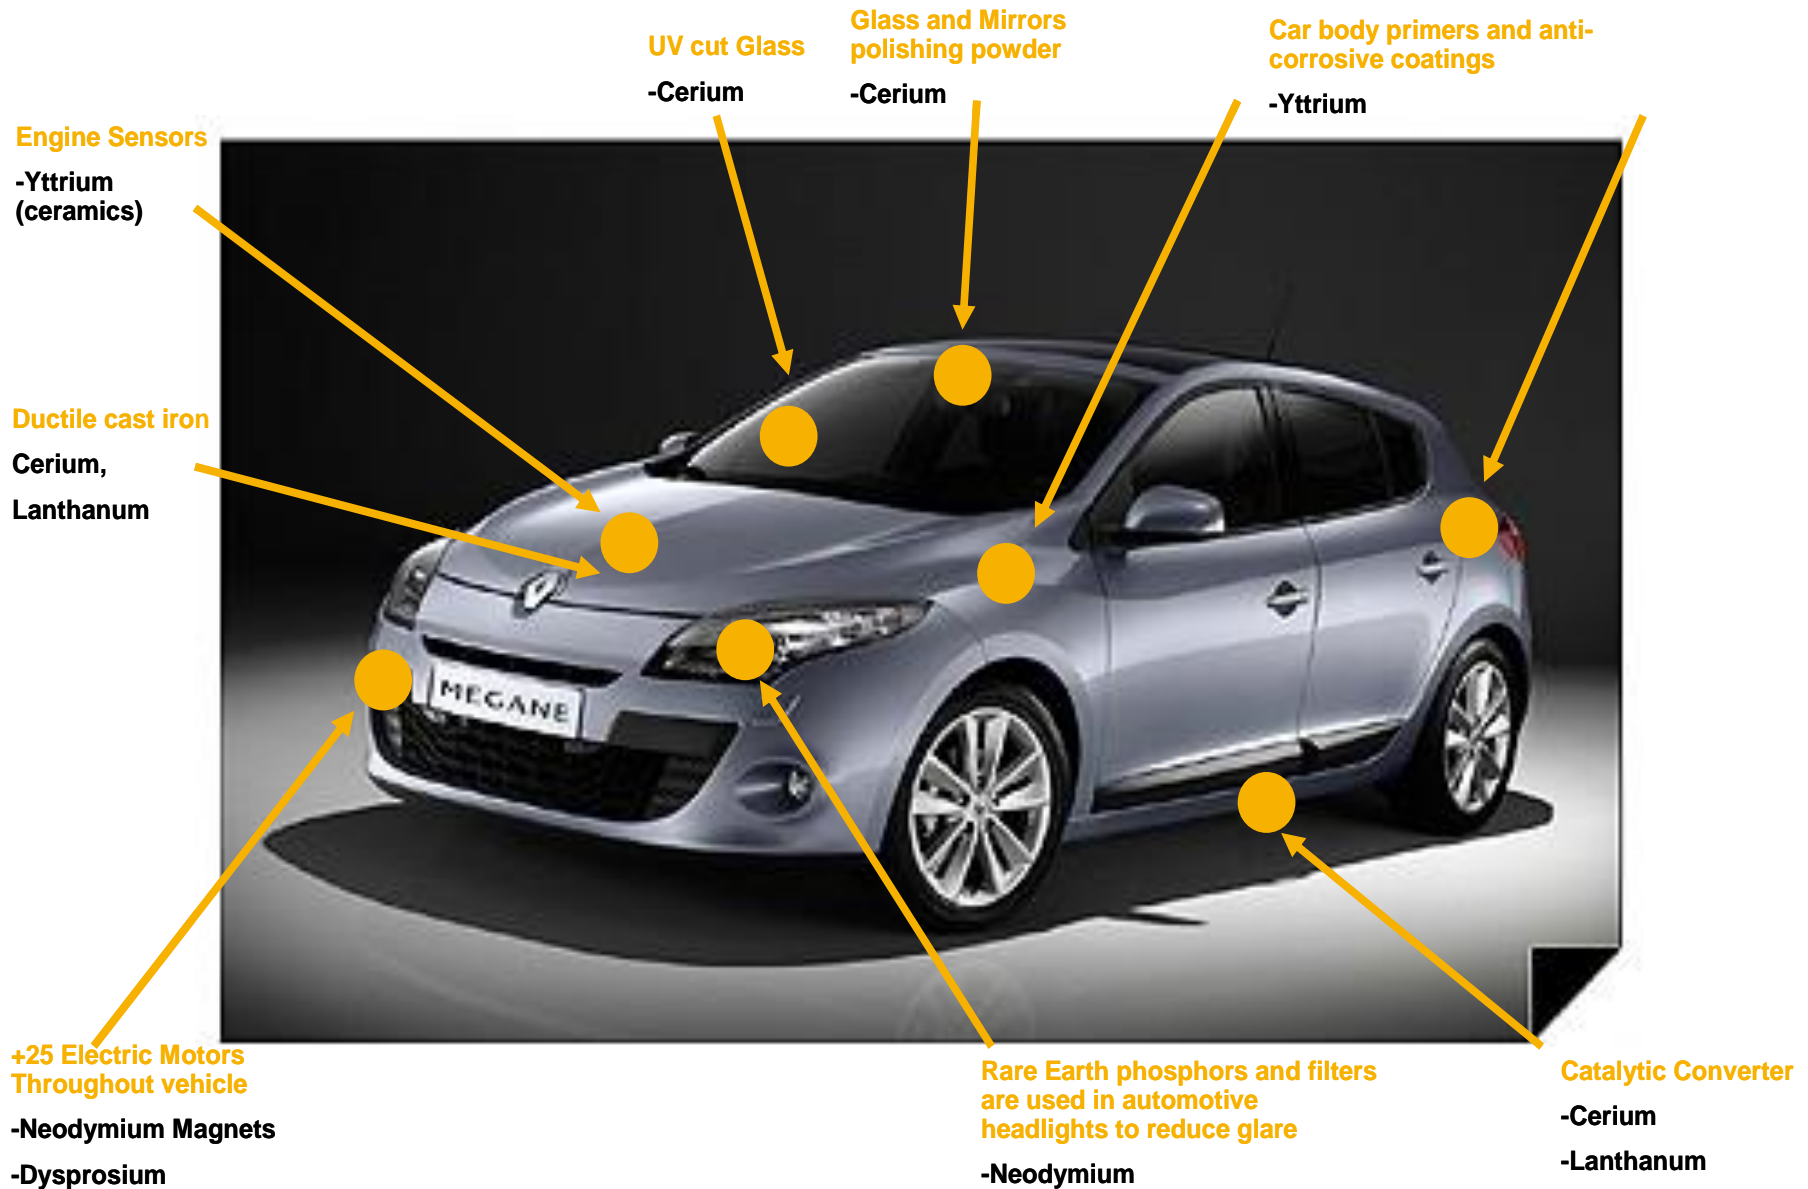 UV cut Glass
-Cerium
Glass and Mirrors
polishing powder
-Cerium
Car body primers and anti-
corrosive coatings
-Yttrium
Engine Sensors
-Yttrium
(ceramics)
Ductile cast iron
Cerium,
Lanthanum
MEGANE
+25 Electric Motors
Throughout vehicle
-Neodymium Magnets
-Dysprosium
Rare Earth phosphors and filters
are used in automotive
headlights to reduce glare
-Neodymium
Catalytic Converter
-Cerium
-Lanthanum